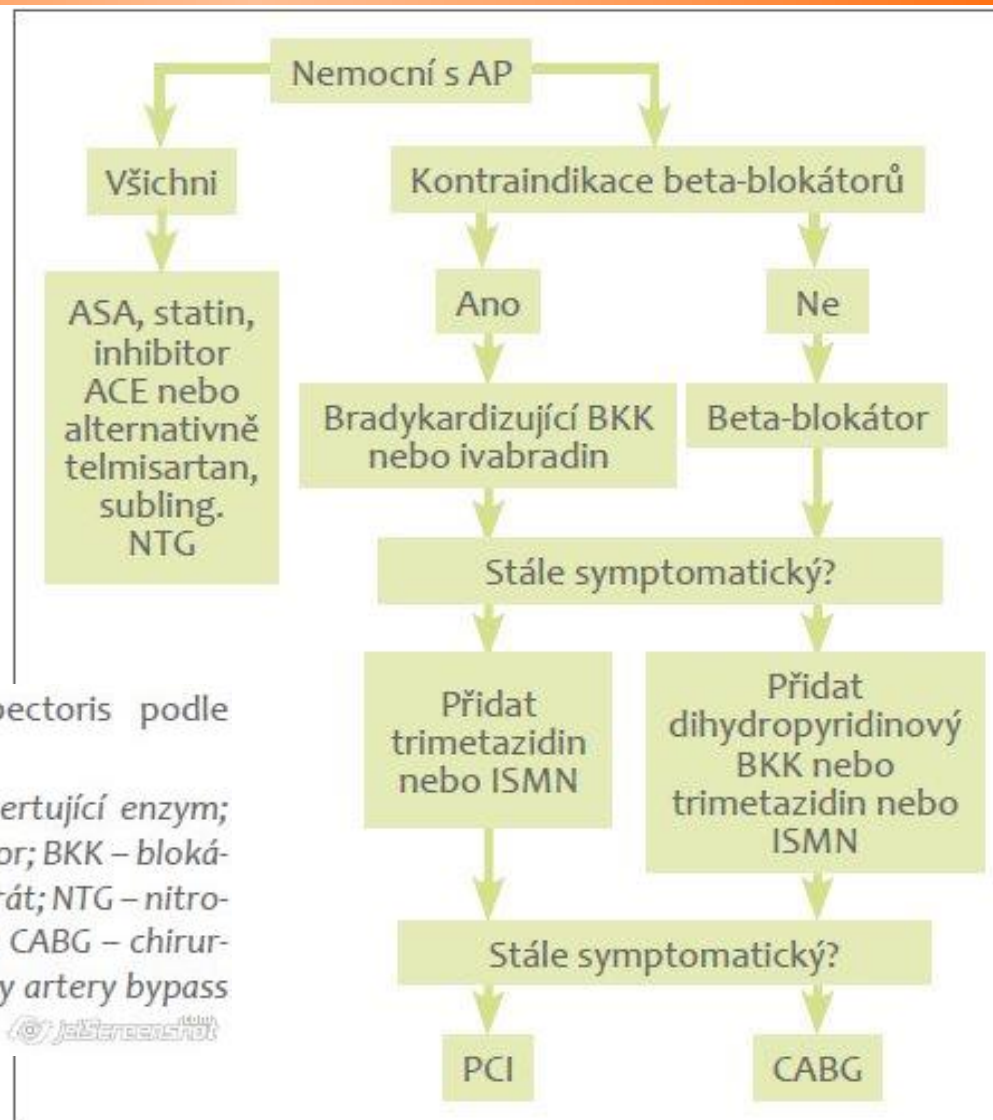 Nemocní s AP
Všichni
Kontraindikace beta-blokátorů
ASA, statin,
inhibitor
ACE nebo
alternativně
telmisartan,
subling.
NTG
Ano
Ne
Bradykardizující BKK
nebo ivabradin
Beta-blokátor
Stále symptomatický?
Přidat
trimetazidin
nebo ISMN
Přidat
dihydropyridinový
BKK nebo
trimetazidin nebo
ISMN
Stále symptomatický?
PCI
CABG
pectoris podle
ertující enzym;
or; BKK – bloká-
rát; NTG – nitro-
CABG – chirur-
y artery bypass
JetScreenshot
.com